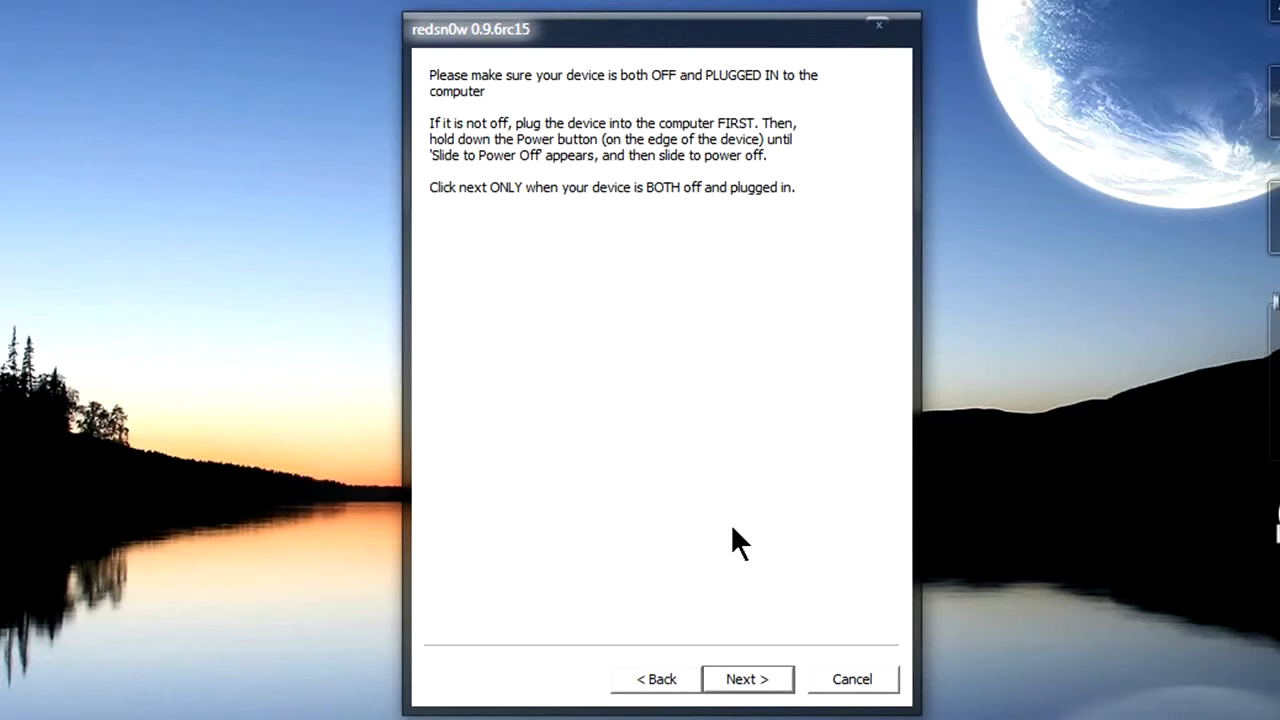 redsn0w 0.9.6rc15
x
Please make sure your device is both OFF and PLUGGED IN to the
computer
If it is not off, plug the device into the computer FIRST. Then,
hold down the Power button (on the edge of the device) until
'Slide to Power Off' appears, and then slide to power off.
Click next ONLY when your device is BOTH off and plugged in.
< Back
Next >
Cancel